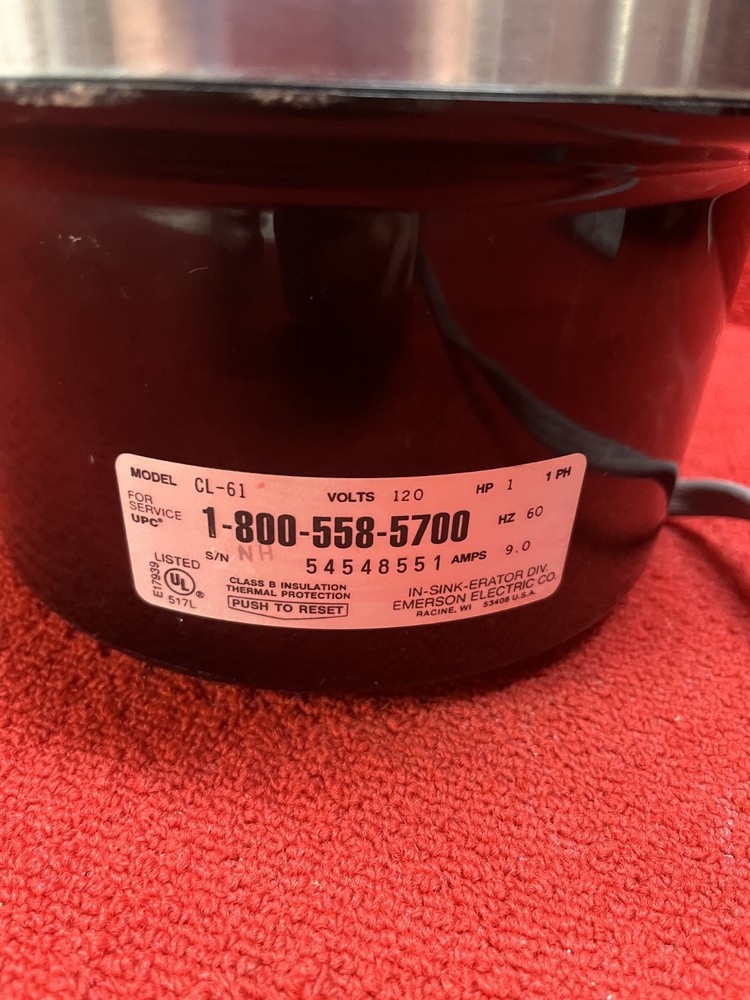 MODEL CL-61 VOLTS 120 HP 1 1 PH
FOR SERVICE 1-800-558-5700 HZ 60
UPC®
S/N NH 54548551 AMPS 9.0
LISTED
UL ®
E17939
517L
CLASS B INSULATION
THERMAL PROTECTION
PUSH TO RESET
IN-SINK-ERATOR DIV.
EMERSON ELECTRIC CO.
RACINE, WI 53406 U.S.A.